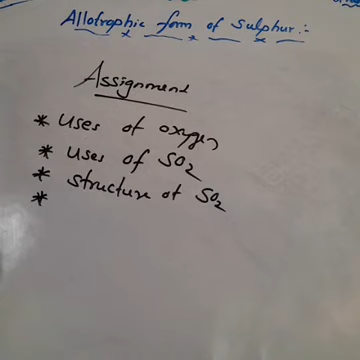 Allotrophic form of Sulphur:-
Assignment
* Uses of oxygen
* Uses of SO2
* Structure of SO2
*